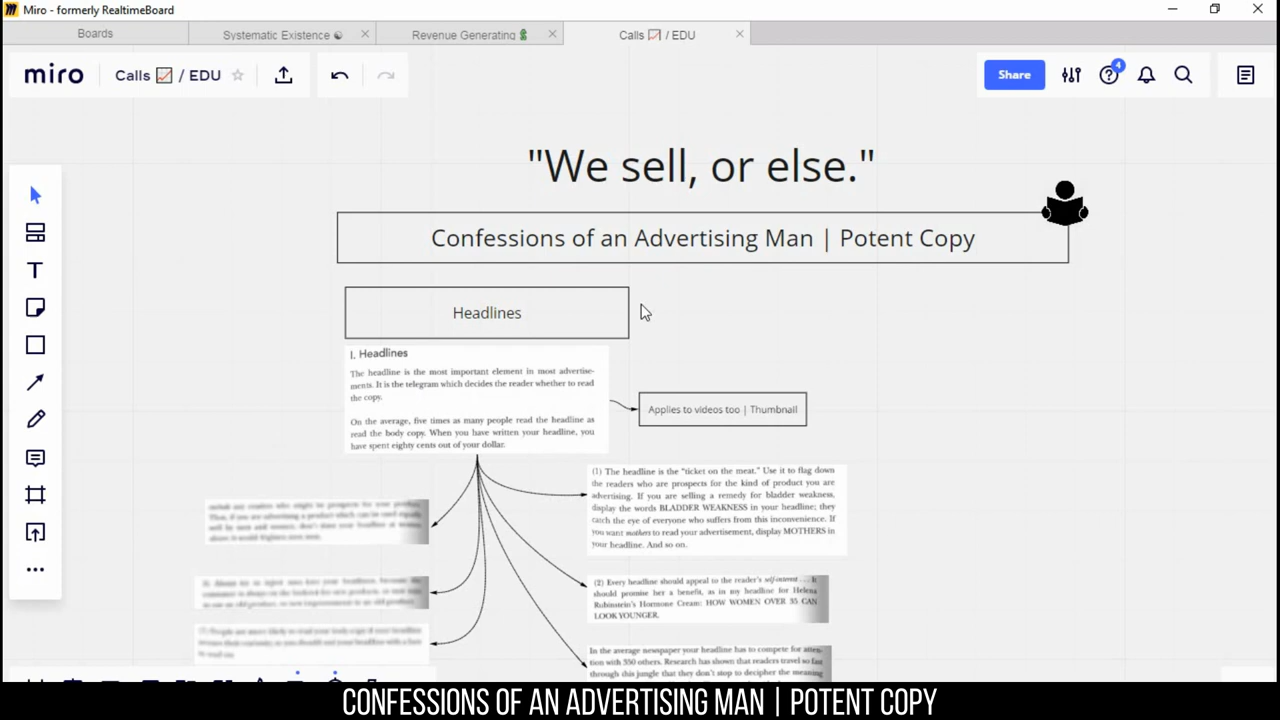 Miro - formerly RealtimeBoard
Boards
Systematic Existence
Revenue Generating
Calls 📈 / EDU
miro
Calls 📈 / EDU
Share
4
"We sell, or else."
Confessions of an Advertising Man | Potent Copy
Headlines
I. Headlines
The headline is the most important element in most advertise-
ments. It is the telegram which decides the reader whether to read
the copy.
On the average, five times as many people read the headline as
read the body copy. When you have written your headline, you
have spent eighty cents out of your dollar.
Applies to videos too | Thumbnail
(1) The headline is the "ticket on the meat." Use it to flag down
the readers who are prospects for the kind of product you are
advertising. If you are selling a remedy for bladder weakness,
display the words BLADDER WEAKNESS in your headline; they
catch the eye of everyone who suffers from this inconvenience. If
you want mothers to read your advertisement, display MOTHERS in
your headline. And so on.
(2) Every headline should appeal to the reader's self-interest . . . It
should promise her a benefit, as in my headline for Helena
Rubinstein's Hormone Cream: HOW WOMEN OVER 35 CAN
LOOK YOUNGER.
In the average newspaper your headline has to compete for atten-
tion with 350 others. Research has shown that readers travel so fast
through this jungle that they don't stop to decipher the meaning
CONFESSIONS OF AN ADVERTISING MAN | POTENT COPY